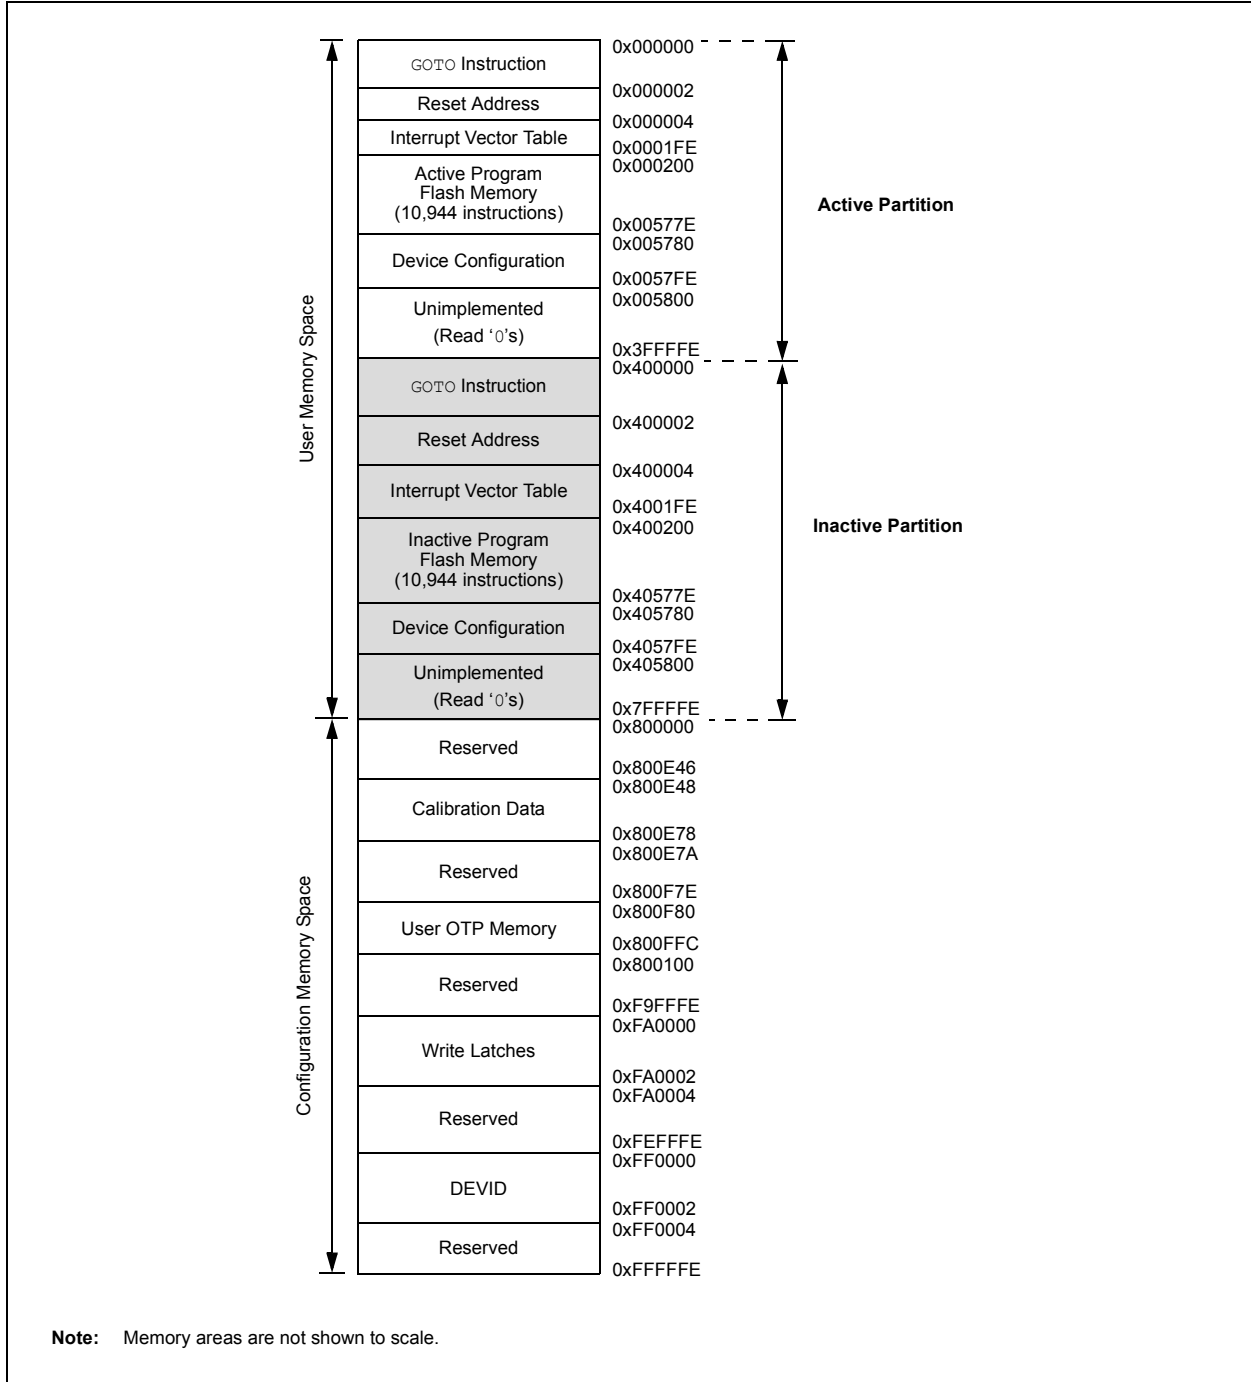 0x000000
GOTO Instruction
0x000002
Reset Address
0x000004
Interrupt Vector Table
0x0001FE
0x000200
Active Program
Flash Memory
(10,944 instructions)
Active Partition
0x00577E
0x005780
Device Configuration
0x0057FE
0x005800
Unimplemented
(Read ‘0’s)
0x3FFFFE
0x400000
User Memory Space
GOTO Instruction
0x400002
Reset Address
0x400004
Interrupt Vector Table
0x4001FE
0x400200
Inactive Partition
Inactive Program
Flash Memory
(10,944 instructions)
0x40577E
0x405780
Device Configuration
0x4057FE
0x405800
Unimplemented
(Read ‘0’s)
0x7FFFFE
0x800000
Reserved
0x800E46
0x800E48
Calibration Data
0x800E78
0x800E7A
Reserved
0x800F7E
0x800F80
User OTP Memory
0x800FFC
0x800100
Configuration Memory Space
Reserved
0xF9FFFE
0xFA0000
Write Latches
0xFA0002
0xFA0004
Reserved
0xFEFFFE
0xFF0000
DEVID
0xFF0002
0xFF0004
Reserved
0xFFFFFE
Note: Memory areas are not shown to scale.